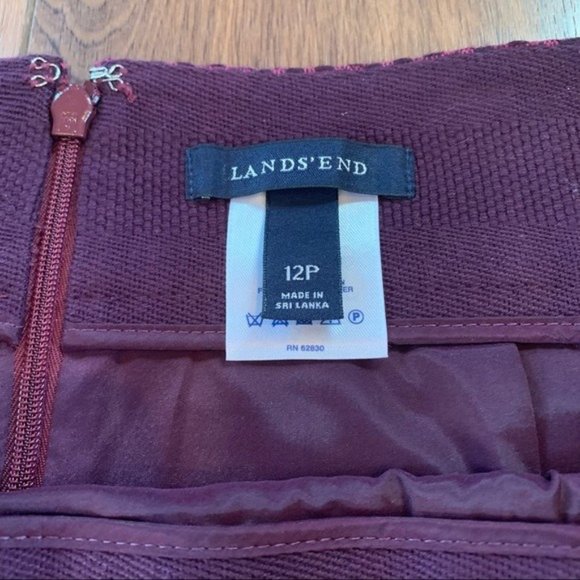 LANDS' END
12P
MADE IN
SRI LANKA
P
RN 62830